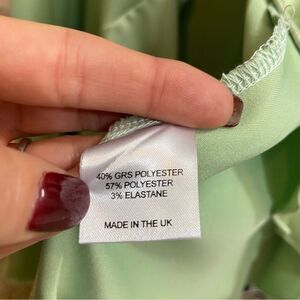 40% GRS POLYESTER
57% POLYESTER
3% ELASTANE
MADE IN THE UK